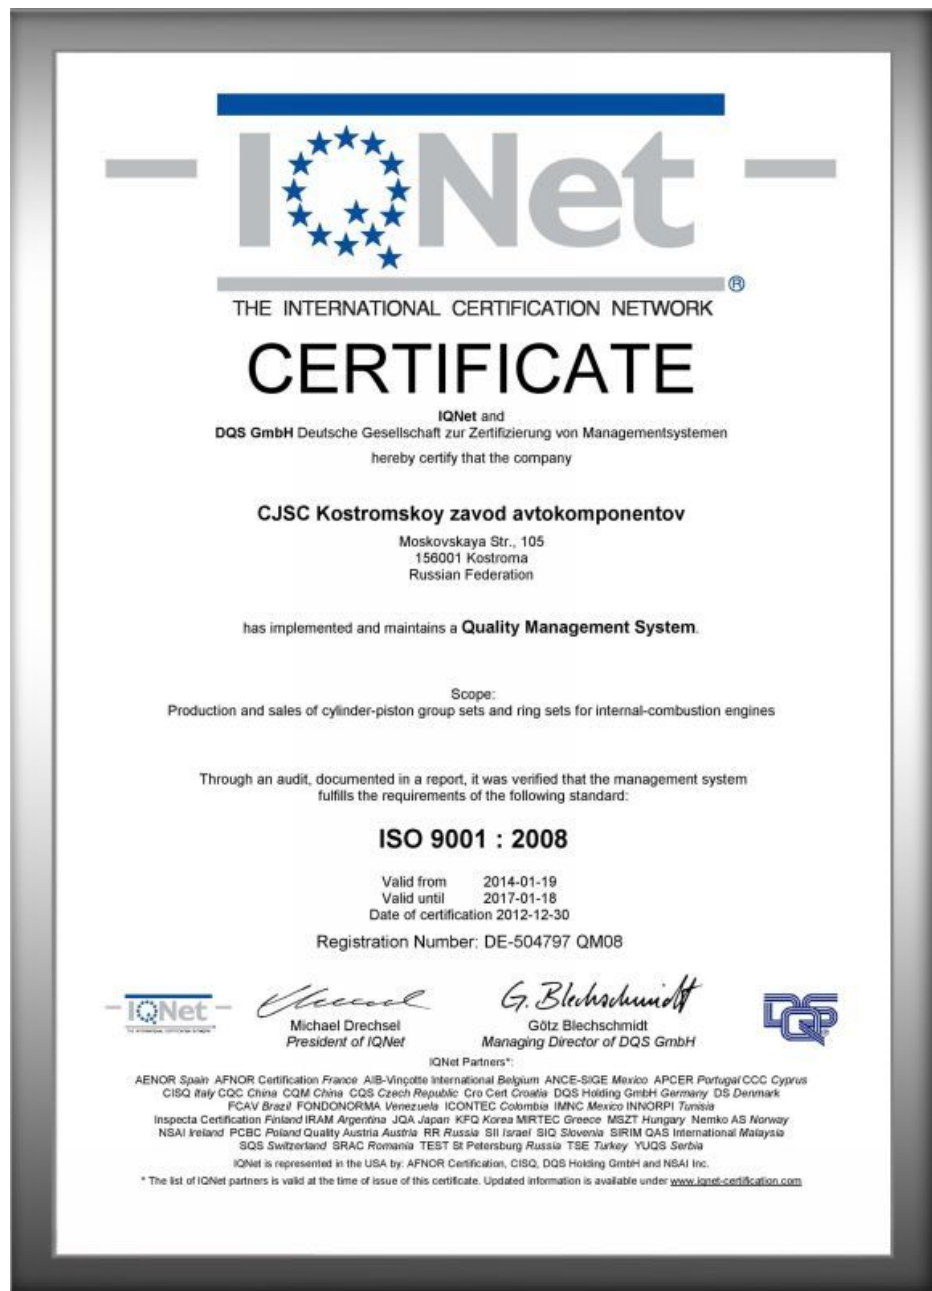 IQNet
®
THE INTERNATIONAL CERTIFICATION NETWORK
CERTIFICATE
IQNet and
DQS GmbH Deutsche Gesellschaft zur Zertifizierung von Managementsystemen
hereby certify that the company
CJSC Kostromskoy zavod avtokomponentov
Moskovskaya Str., 105
156001 Kostroma
Russian Federation
has implemented and maintains a Quality Management System.
Scope:
Production and sales of cylinder-piston group sets and ring sets for internal-combustion engines
Through an audit, documented in a report, it was verified that the management system
fulfills the requirements of the following standard:
ISO 9001 : 2008
Valid from 2014-01-19
Valid until 2017-01-18
Date of certification 2012-12-30
Registration Number: DE-504797 QM08
IQNet
G. Blechschmidt
DQS
Michael Drechsel
Götz Blechschmidt
President of IQNet
Managing Director of DQS GmbH
IQNet Partners*:
AENOR Spain AFNOR Certification France AIB-Vinçotte International Belgium ANCE-SIGE Mexico APCER Portugal CCC Cyprus
CISQ Italy CQC China CQM China CQS Czech Republic Cro Cert Croatia DQS Holding GmbH Germany DS Denmark
FCAV Brazil FONDONORMA Venezuela ICONTEC Colombia IMNC Mexico INNORPI Tunisia
Inspecta Certification Finland IRAM Argentina JQA Japan KFQ Korea MIRTEC Greece MSZT Hungary Nemko AS Norway
NSAI Ireland PCBC Poland Quality Austria Austria RR Russia SII Israel SIQ Slovenia SIRIM QAS International Malaysia
SQS Switzerland SRAC Romania TEST St Petersburg Russia TSE Turkey YUQS Serbia
IQNet is represented in the USA by: AFNOR Certification, CISQ, DQS Holding GmbH and NSAI Inc.
* The list of IQNet partners is valid at the time of issue of this certificate. Updated information is available under www.iqnet-certification.com